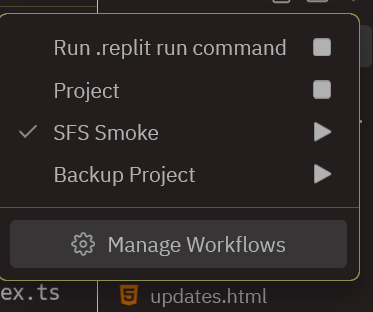 Run .replit run command
Project
SFS Smoke
Backup Project
Manage Workflows
ex.ts
updates.html